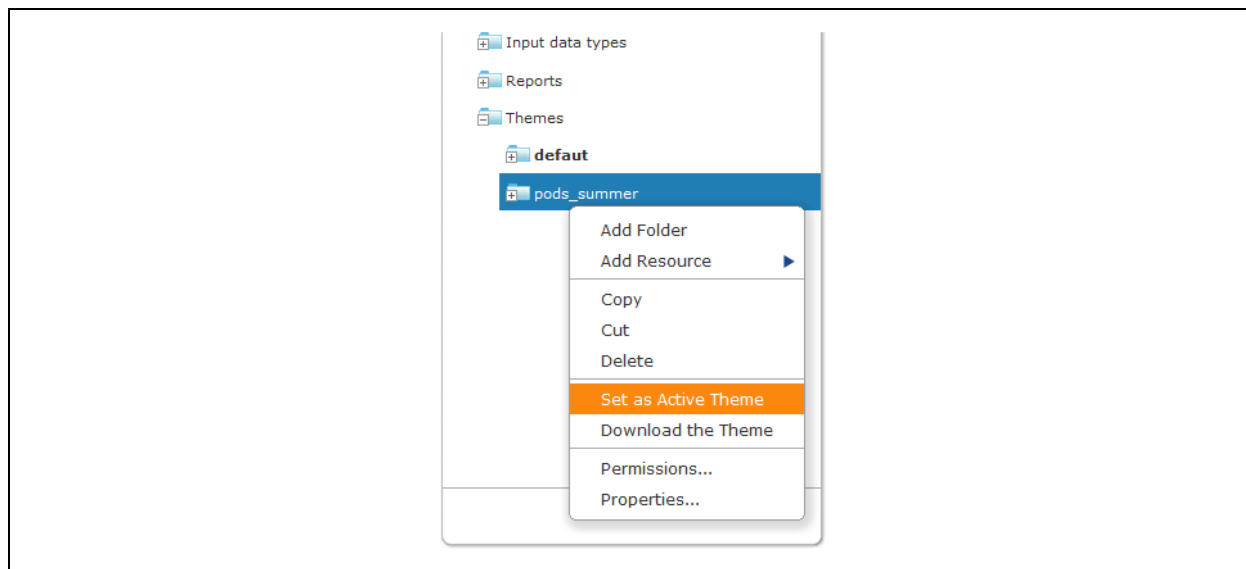 Input data types
Reports
Themes
defaut
pods_summer
Add Folder
Add Resource
Copy
Cut
Delete
Set as Active Theme
Download the Theme
Permissions...
Properties...